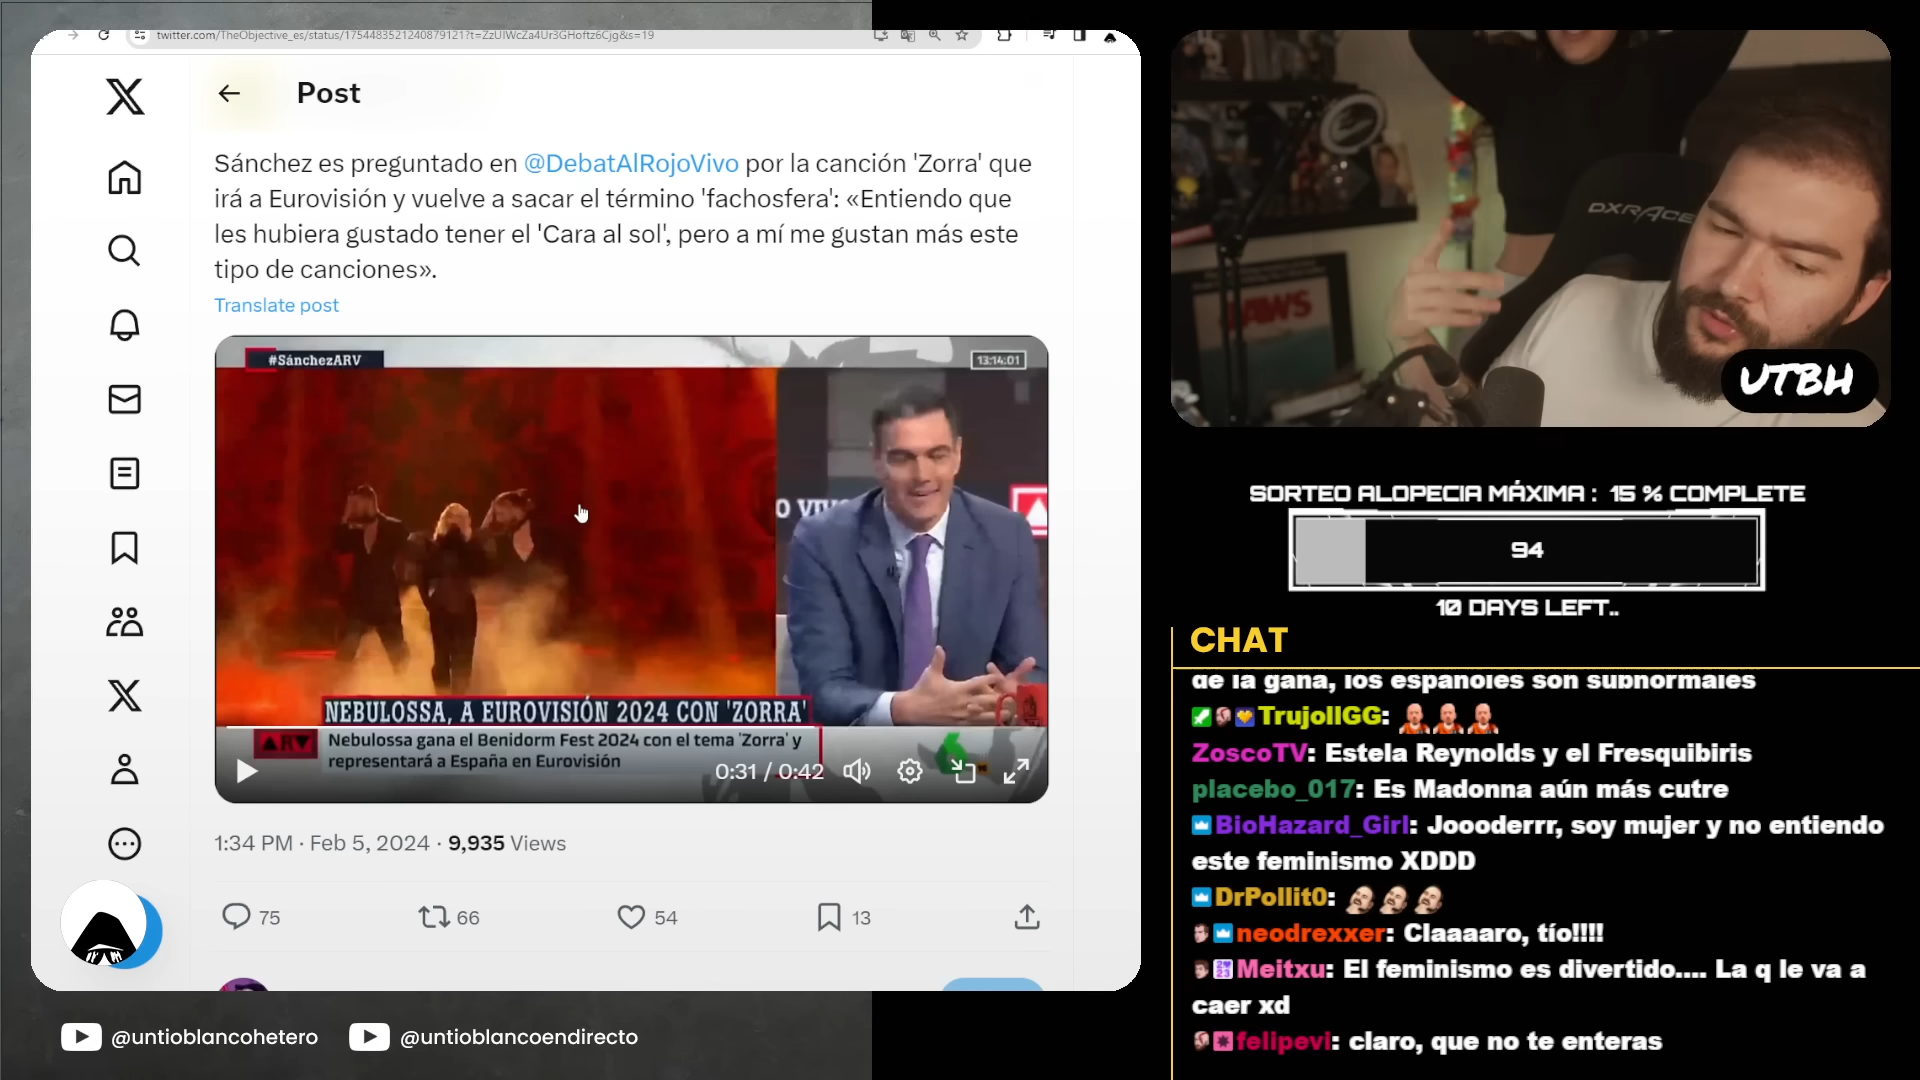 twitter.com/TheObjective_es/status/1754483521240879121?t=ZzUIWcZa4Ur3GHoftz6Cjg&s=19
Post
Sánchez es preguntado en @DebatAlRojoVivo por la canción 'Zorra' que
irá a Eurovisión y vuelve a sacar el término 'fachosfera': «Entiendo que
les hubiera gustado tener el 'Cara al sol', pero a mí me gustan más este
tipo de canciones».
Translate post
#SánchezARV
13:14:01
O VIV
NEBULOSSA, A EUROVISIÓN 2024 CON 'ZORRA'
ARV
Nebulossa gana el Benidorm Fest 2024 con el tema 'Zorra' y
representará a España en Eurovisión
0:31 / 0:42
1:34 PM · Feb 5, 2024 · 9,935 Views
75
66
54
13
@untioblancohetero
@untioblancoendirecto
DXRACE
JAWS
UTBH
SORTEO ALOPECIA MÁXIMA : 15 % COMPLETE
94
10 DAYS LEFT..
CHAT
de la gana, los españoles son subnormales
TrujollGG:
ZoscoTV: Estela Reynolds y el Fresquibiris
placebo_017: Es Madonna aún más cutre
BioHazard_Girl: Joooderrr, soy mujer y no entiendo
este feminismo XDDD
DrPollit0:
neodrexxer: Claaaaro, tío!!!!
Meitxu: El feminismo es divertido.... La q le va a
caer xd
felipevi: claro, que no te enteras